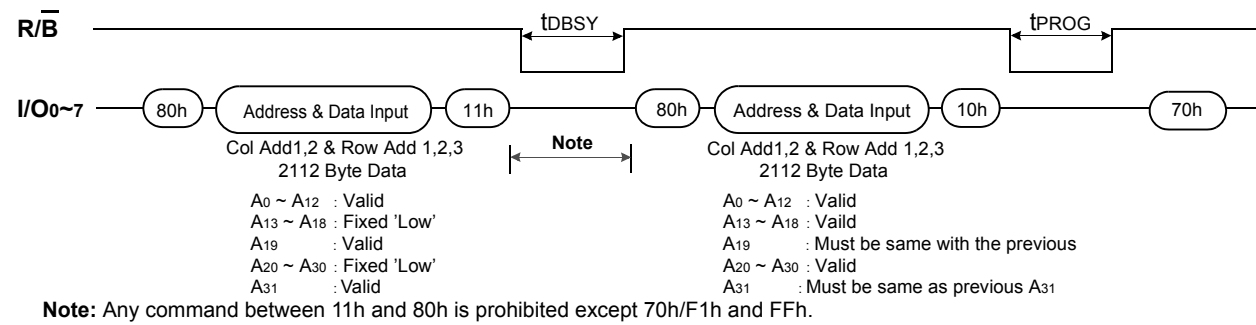 R/B tDBSY tPROG
I/O0~7 80h Address & Data Input 11h 80h Address & Data Input 10h 70h
Note
Col Add1,2 & Row Add 1,2,3 Col Add1,2 & Row Add 1,2,3
2112 Byte Data 2112 Byte Data
A0 ~ A12 : Valid A0 ~ A12 : Valid
A13 ~ A18 : Fixed 'Low' A13 ~ A18 : Vaild
A19 : Valid A19 : Must be same with the previous
A20 ~ A30 : Fixed 'Low' A20 ~ A30 : Valid
A31 : Valid A31 : Must be same as previous A31
Note: Any command between 11h and 80h is prohibited except 70h/F1h and FFh.